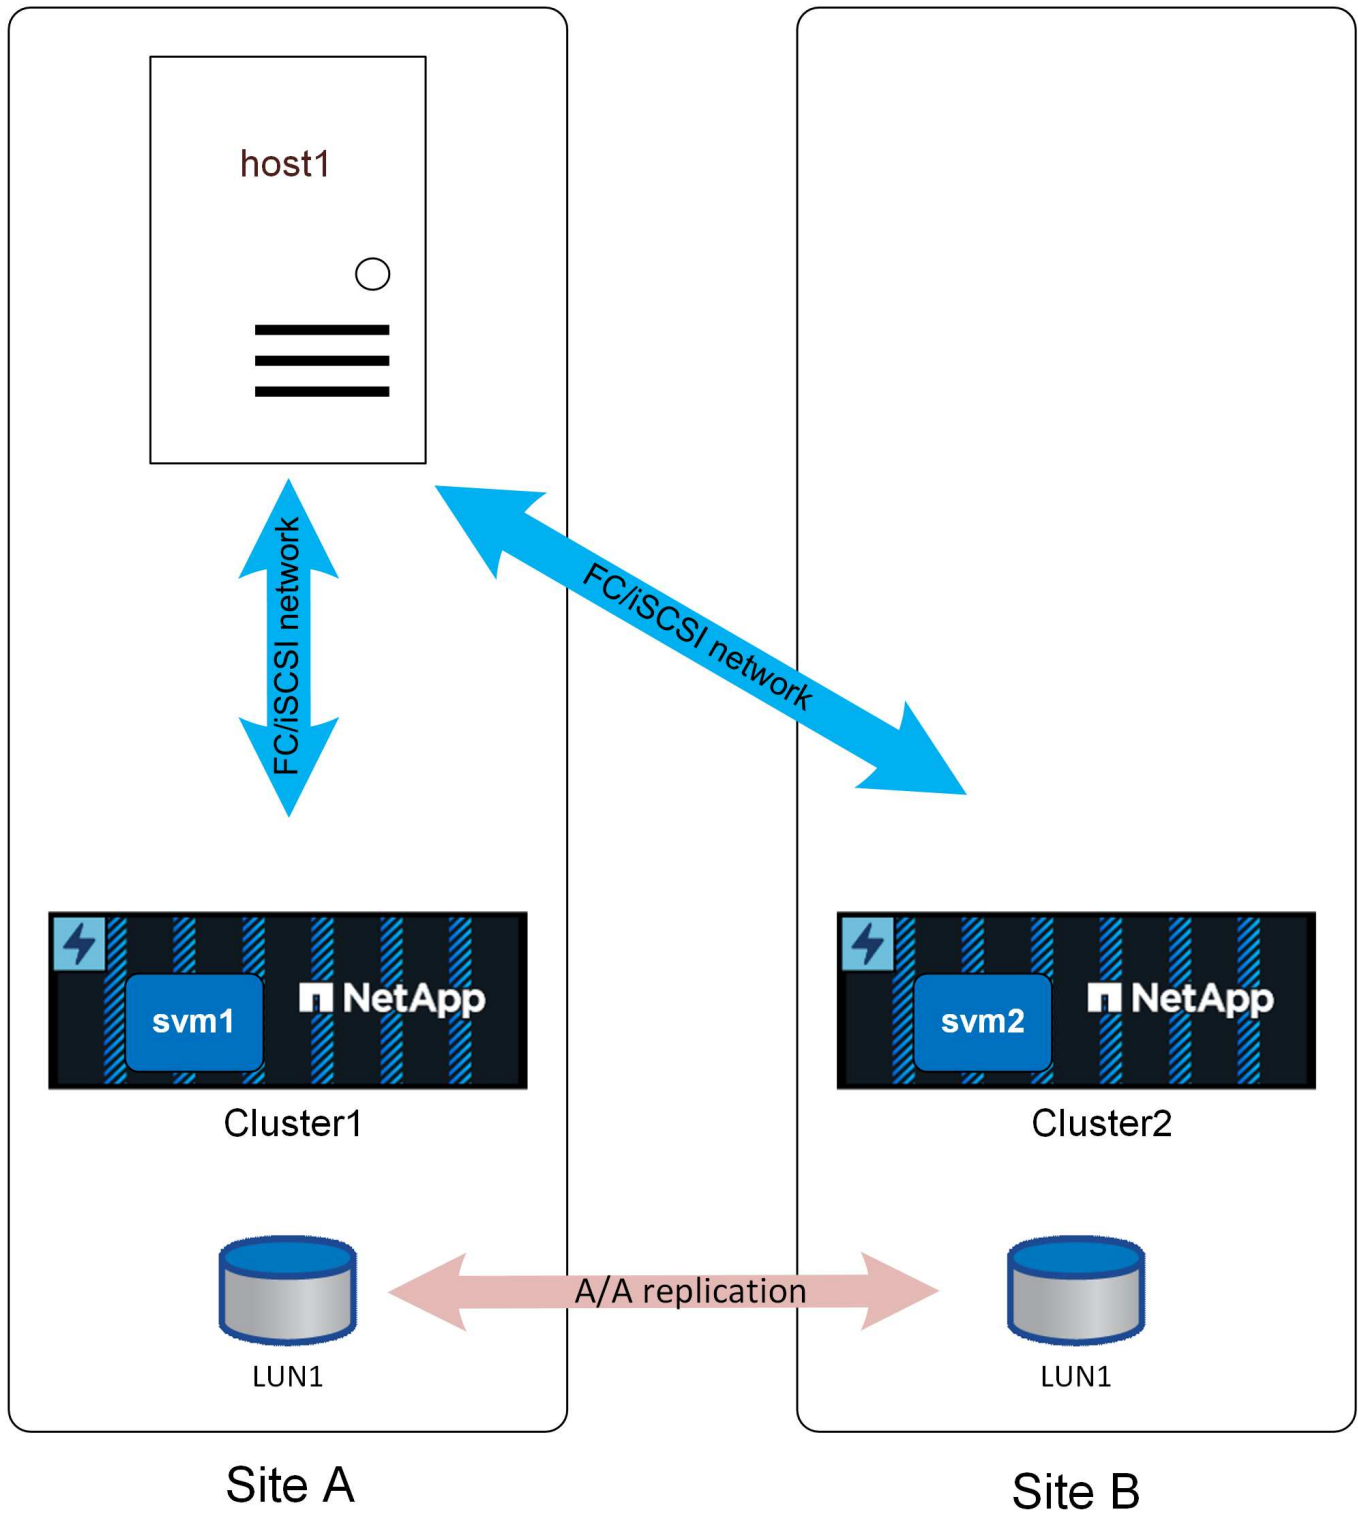 host1
FC/iSCSI network
FC/iSCSI network
svm1
NetApp
svm2
NetApp
Cluster1
Cluster2
A/A replication
LUN1
LUN1
Site A
Site B